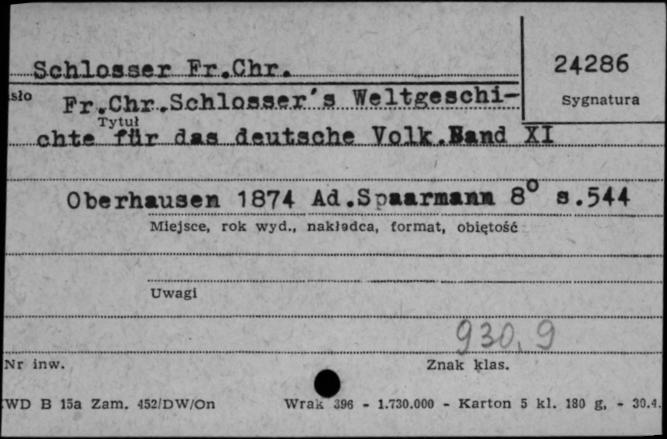 Schlosser Fr.Chr.
24286
sło
Fr.Chr.Schlosser's Weltgeschi-
Sygnatura
Tytuł
chte für das deutsche Volk.Band XI
Oberhausen 1874 Ad.Spaarmann 8° s.544
Miejsce, rok wyd., nakładca, format, objętość
Uwagi
930,9
Nr inw.
Znak klas.
WD B 15a Zam. 452/DW/On
Wrak 396 - 1.730.000 - Karton 5 kl. 180 g, - 30.4.